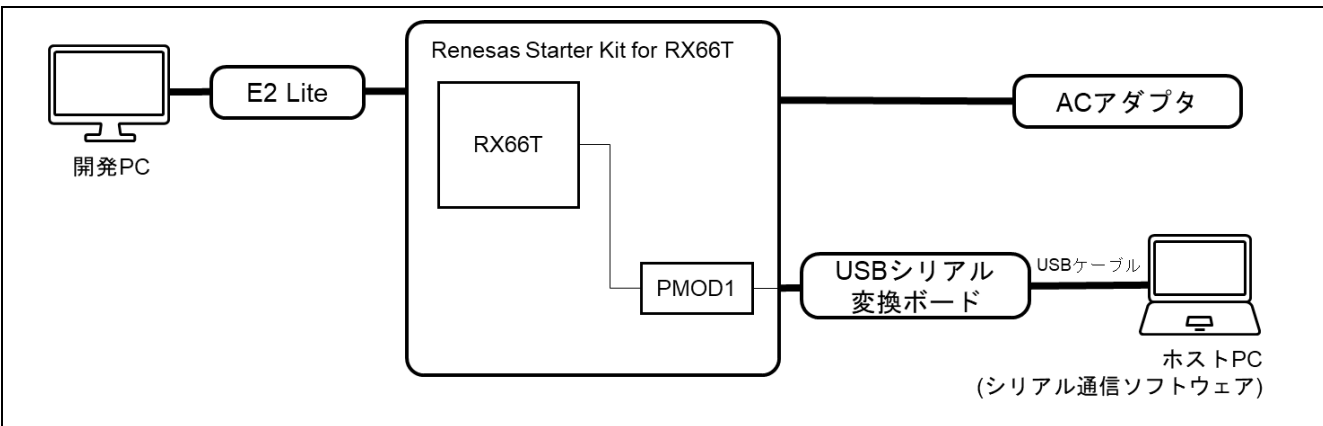 Renesas Starter Kit for RX66T
E2 Lite
開発PC
RX66T
PMOD1
ACアダプタ
USBシリアル
変換ボード
USBケーブル
ホストPC
(シリアル通信ソフトウェア)